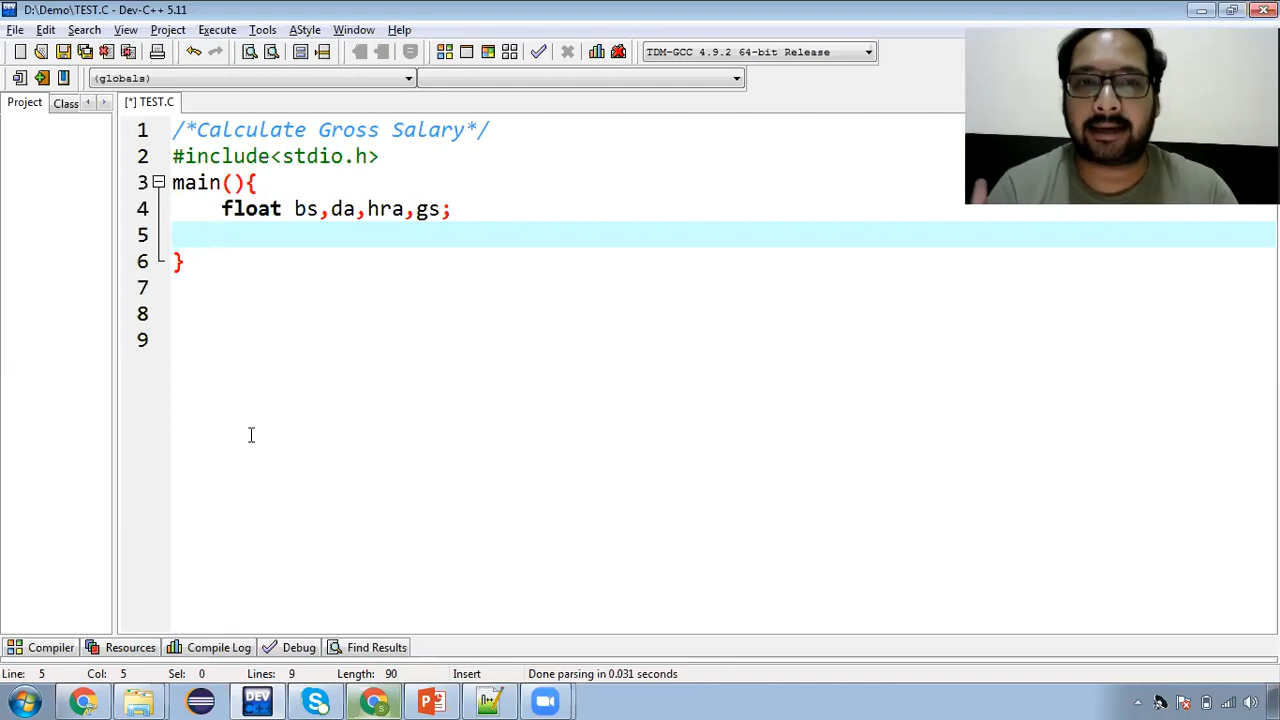 D:\Demo\TEST.C - Dev-C++ 5.11
File Edit Search View Project Execute Tools AStyle Window Help
TDM-GCC 4.9.2 64-bit Release
(globals)
Project Class [*] TEST.C
1 /*Calculate Gross Salary*/
2 #include<stdio.h>
3 main(){
4 float bs,da,hra,gs;
5
6 }
7
8
9
Compiler Resources Compile Log Debug Find Results
Line: 5 Col: 5 Sel: 0 Lines: 9 Length: 90 Insert Done parsing in 0.031 seconds
DEV C++